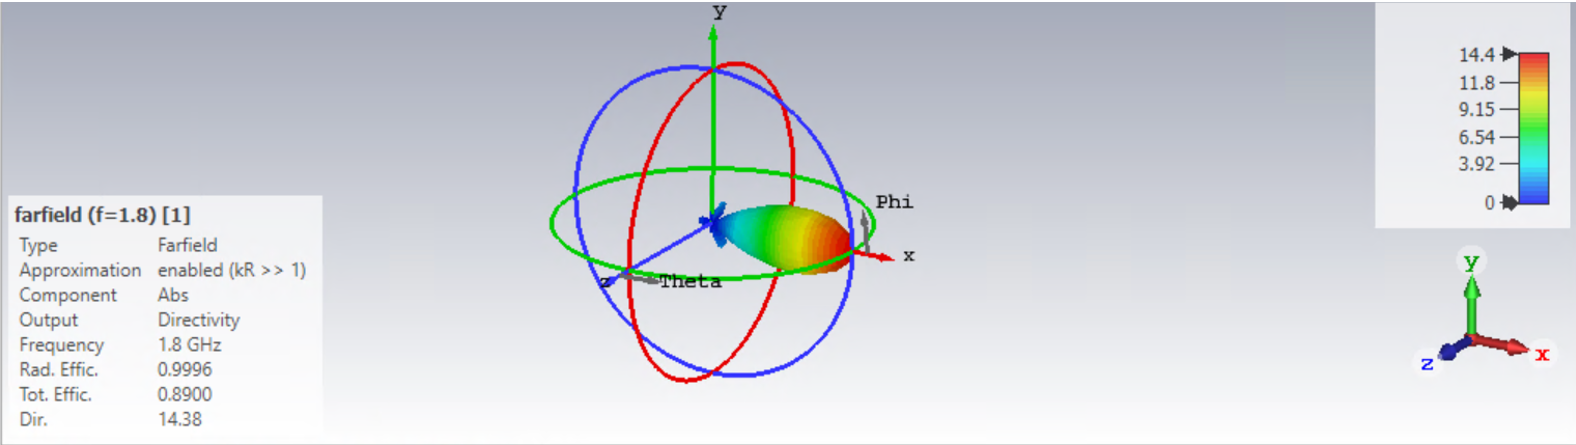 y
14.4
11.8
9.15
6.54
3.92
0
Phi
x
z
Theta
farfield (f=1.8) [1]
Type Farfield
Approximation enabled (kR >> 1)
Component Abs
Output Directivity
Frequency 1.8 GHz
Rad. Effic. 0.9996
Tot. Effic. 0.8900
Dir. 14.38
y
z
x